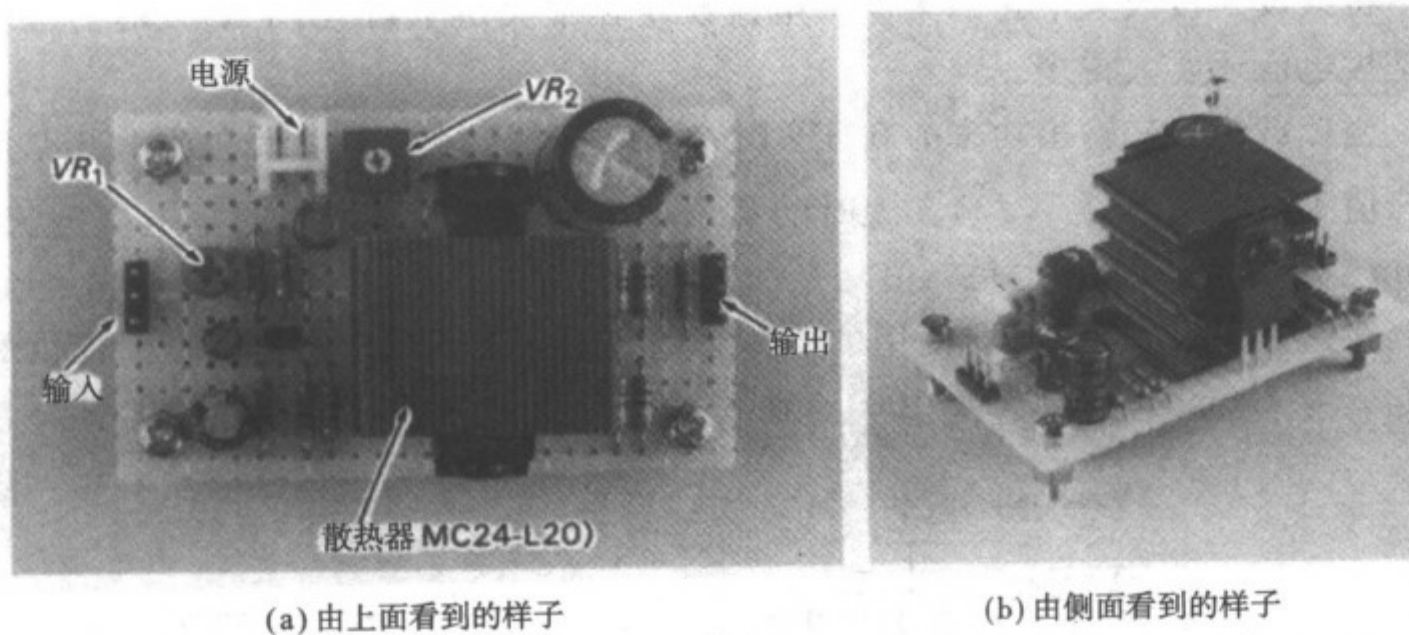 电源
VR₂
VR₁
输入
输出
散热器 MC24-L20)
(a) 由上面看到的样子
(b) 由侧面看到的样子